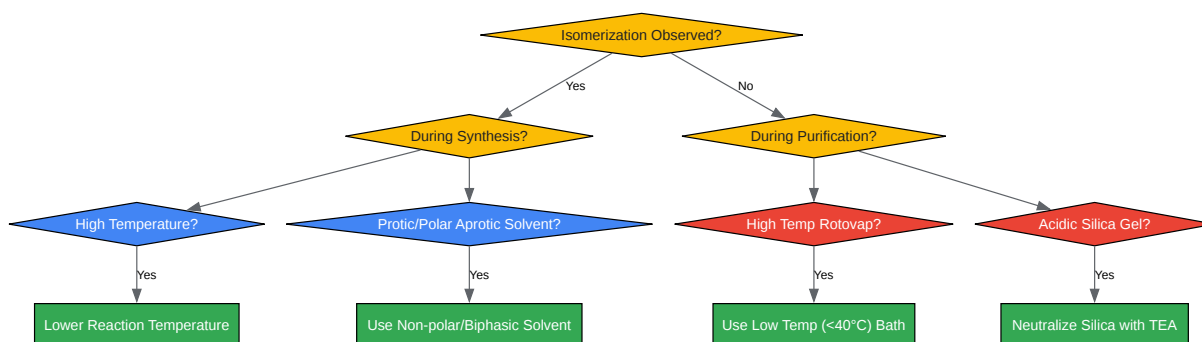 Isomerization Observed?
Yes
No
During Synthesis?
During Purification?
High Temperature?
Protic/Polar Aprotic Solvent?
High Temp Rotovap?
Acidic Silica Gel?
Yes
Yes
Yes
Yes
Lower Reaction Temperature
Use Non-polar/Biphasic Solvent
Use Low Temp (<40°C) Bath
Neutralize Silica with TEA